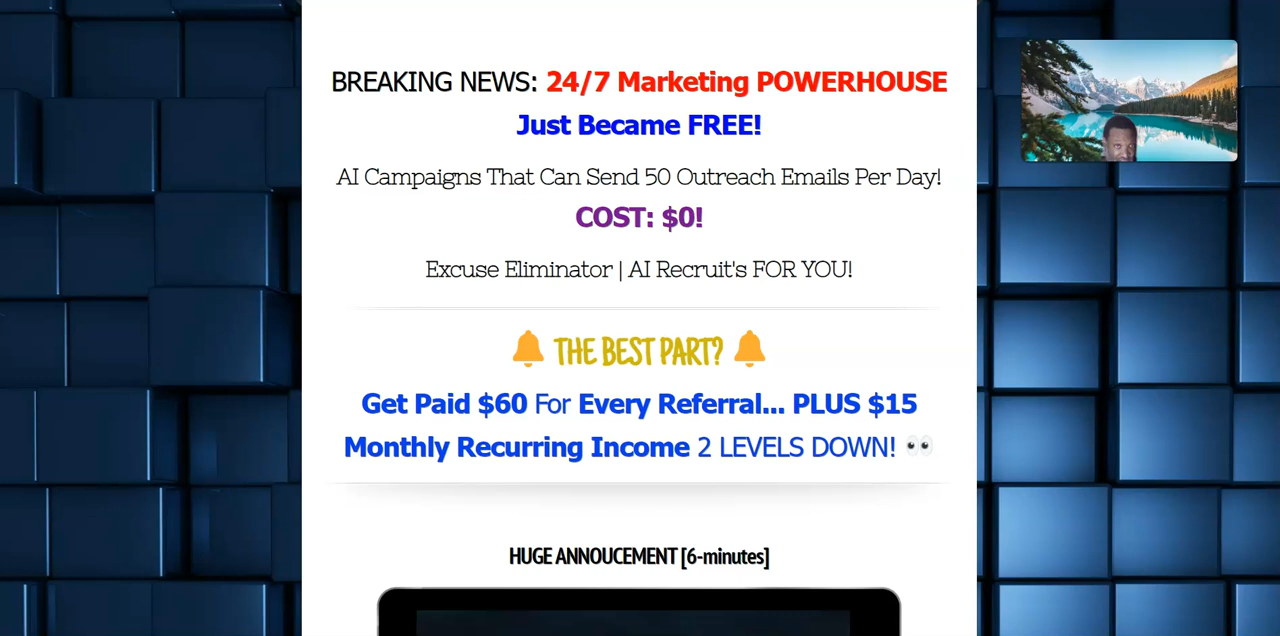 BREAKING NEWS: 24/7 Marketing POWERHOUSE
Just Became FREE!
AI Campaigns That Can Send 50 Outreach Emails Per Day!
COST: $0!
Excuse Eliminator | AI Recruit's FOR YOU!
THE BEST PART?
Get Paid $60 For Every Referral... PLUS $15
Monthly Recurring Income 2 LEVELS DOWN!
HUGE ANNOUCEMENT [6-minutes]